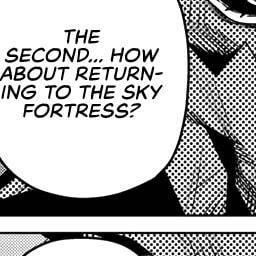 THE
SECOND... HOW
ABOUT RETURN-
ING TO THE SKY
FORTRESS?